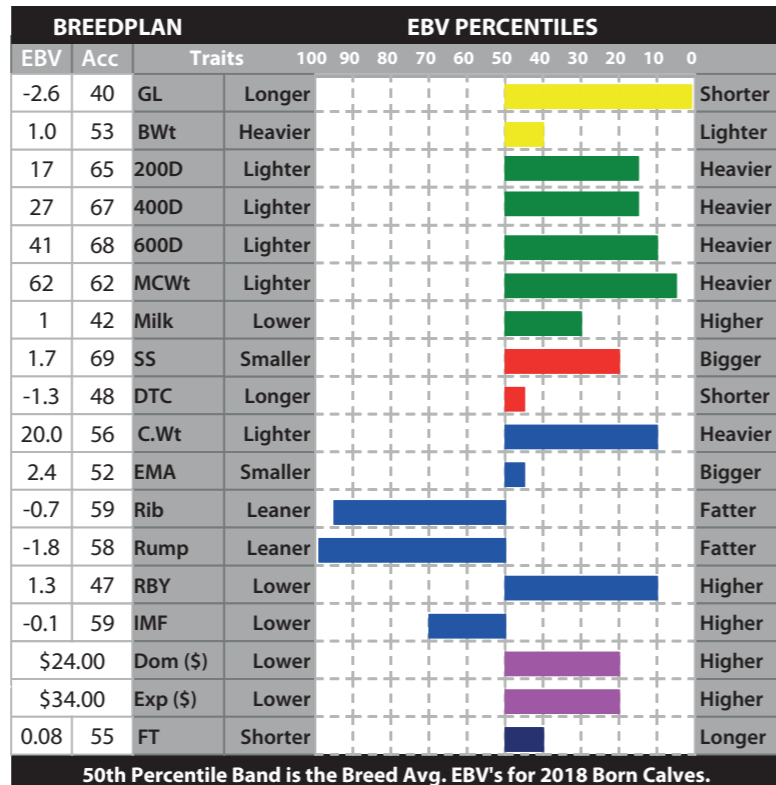 BREEDPLAN EBV PERCENTILES
EBV Acc Traits 100 90 80 70 60 50 40 30 20 10 0
-2.6 40 GL Longer Shorter
1.0 53 BWt Heavier Lighter
17 65 200D Lighter Heavier
27 67 400D Lighter Heavier
41 68 600D Lighter Heavier
62 62 MCWt Lighter Heavier
1 42 Milk Lower Higher
1.7 69 SS Smaller Bigger
-1.3 48 DTC Longer Shorter
20.0 56 C.Wt Lighter Heavier
2.4 52 EMA Smaller Bigger
-0.7 59 Rib Leaner Fatter
-1.8 58 Rump Leaner Fatter
1.3 47 RBY Lower Higher
-0.1 59 IMF Lower Higher
$24.00 Dom ($) Lower Higher
$34.00 Exp ($) Lower Higher
0.08 55 FT Shorter Longer
50th Percentile Band is the Breed Avg. EBV's for 2018 Born Calves.